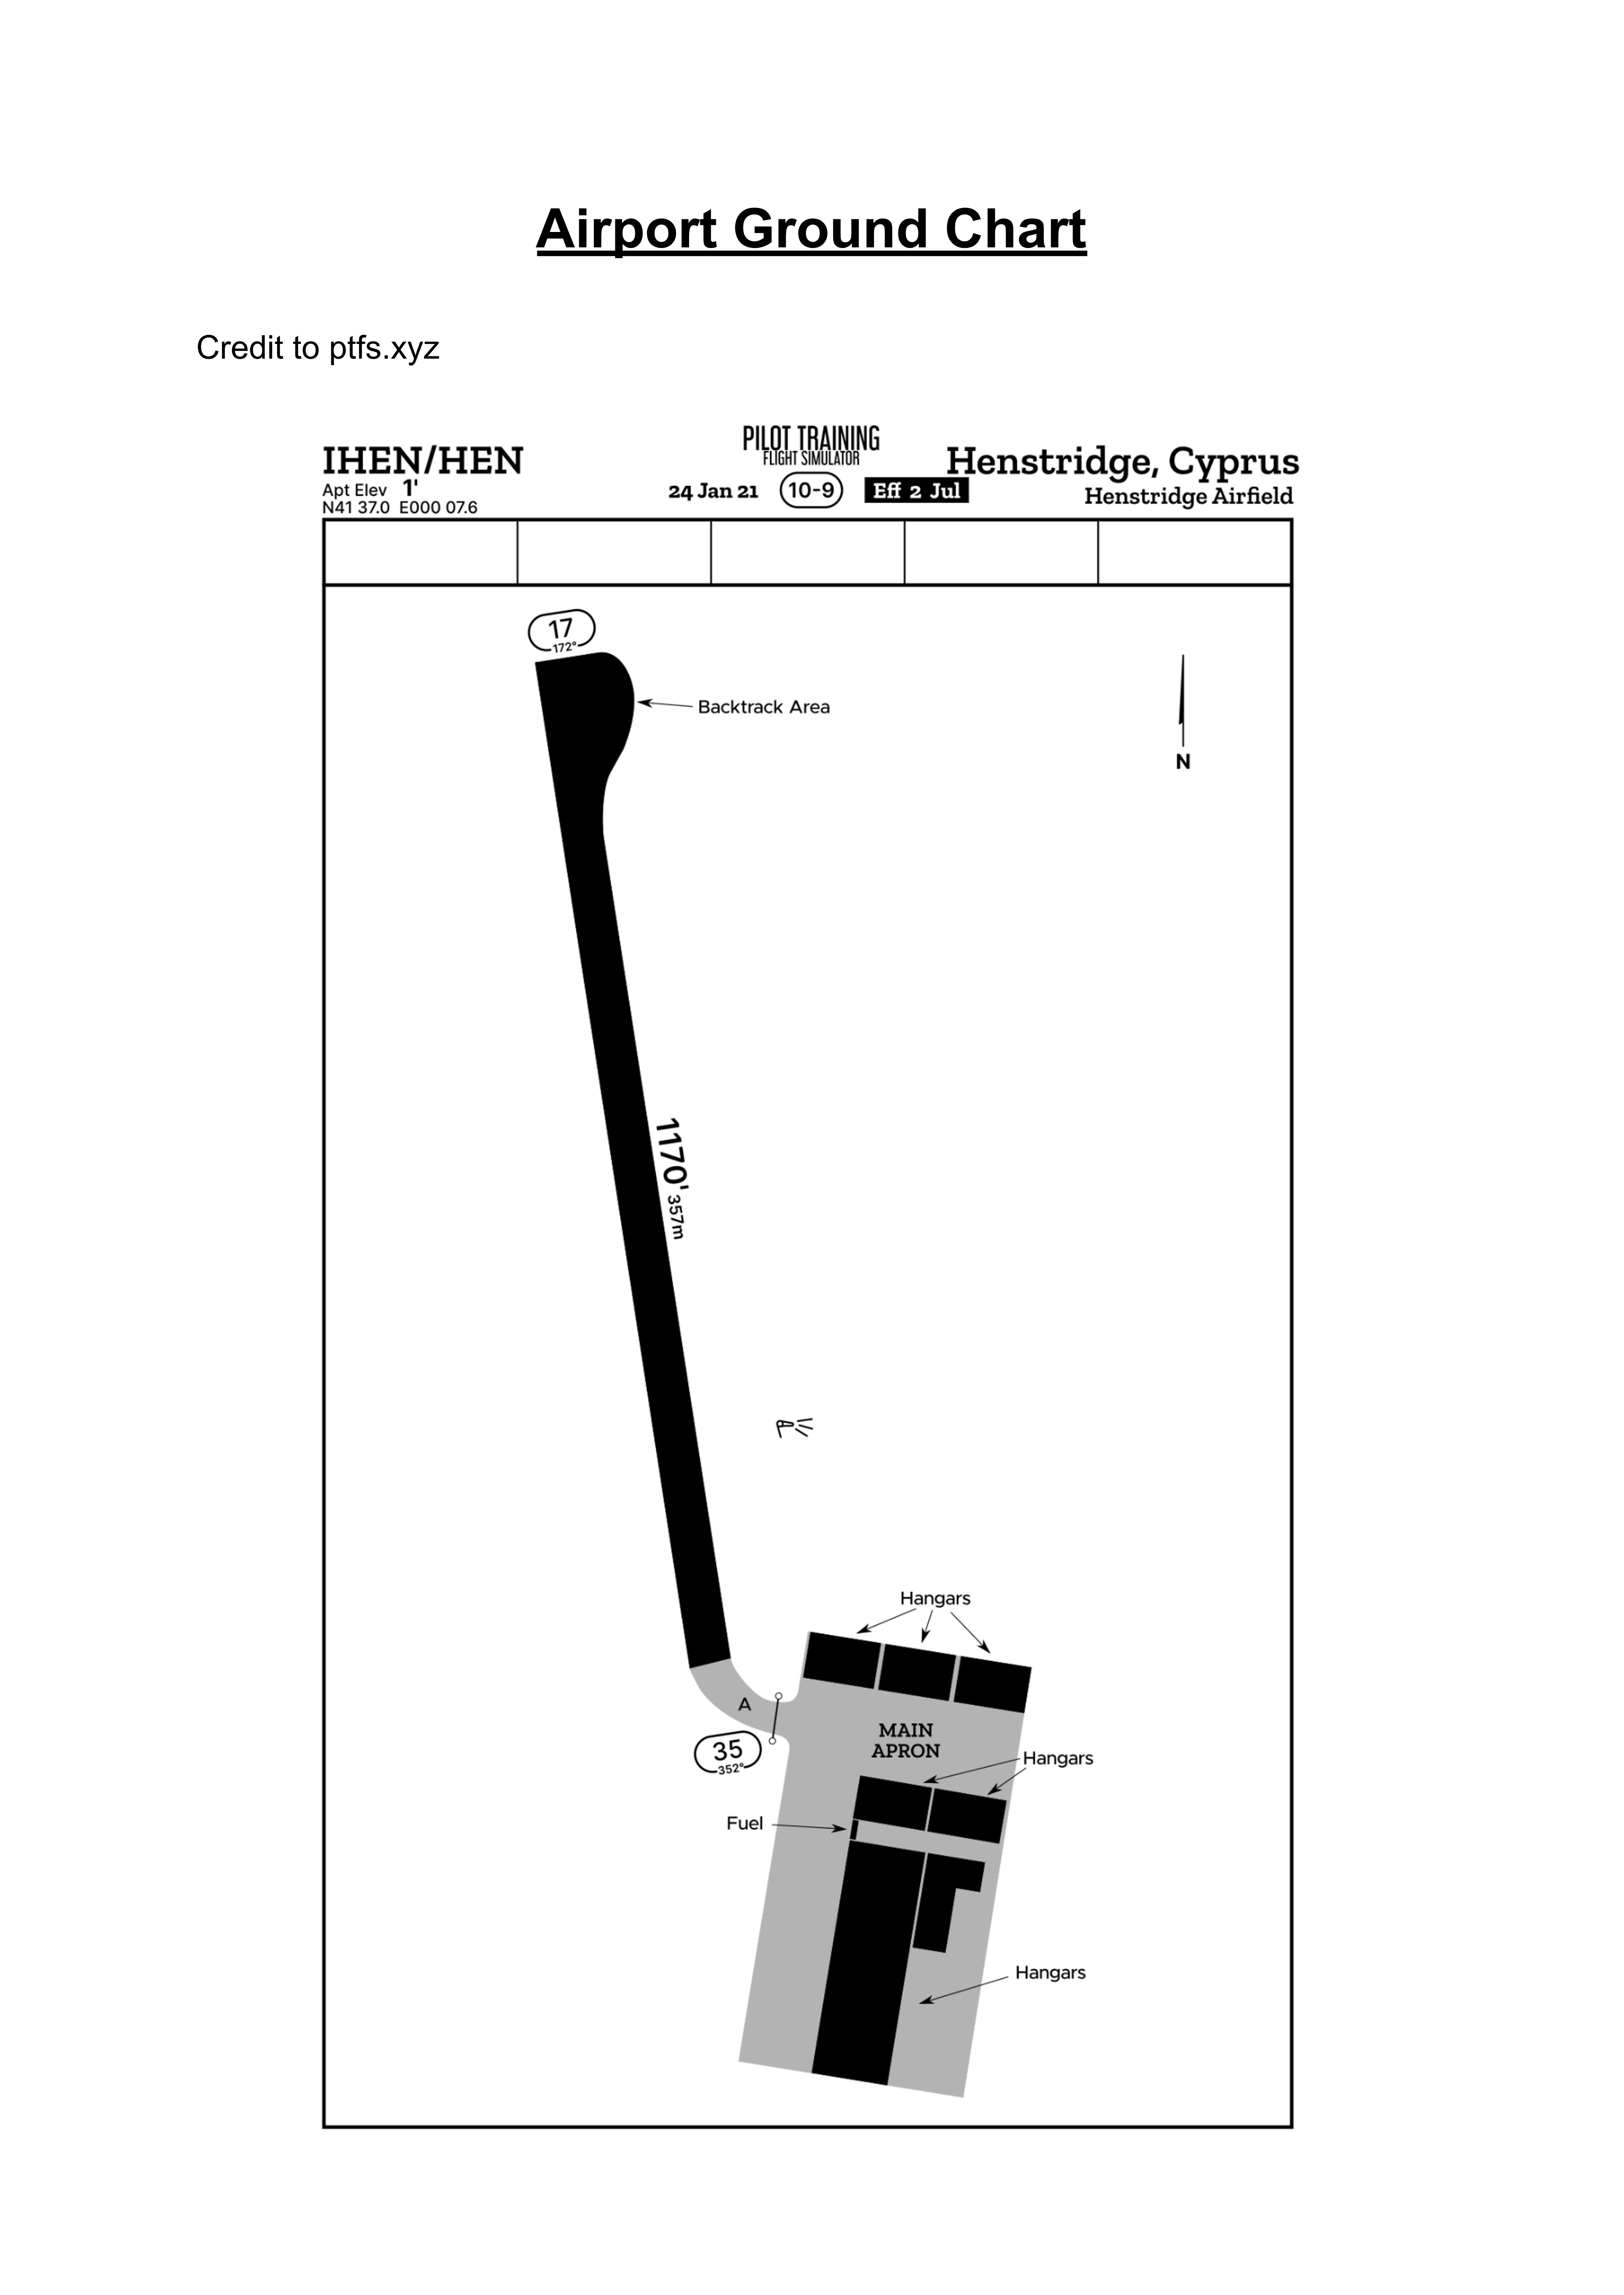 Airport Ground Chart
Credit to ptfs.xyz
PILOT TRAINING
FLIGHT SIMULATOR
IHEN/HEN
Henstridge, Cyprus
Apt Elev 1'
24 Jan 21
10-9
Eff 2 Jul
Henstridge Airfield
N41 37.0 E000 07.6
17
172°
Backtrack Area
N
1170' 357m
Hangars
A
MAIN
APRON
35
352°
Hangars
Fuel
Hangars